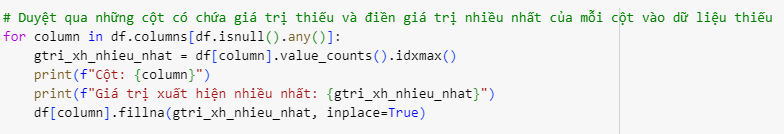 # Duyệt qua những cột có chứa giá trị thiếu và điền giá trị nhiều nhất của mỗi cột vào dữ liệu thiếu
for column in df.columns[df.isnull().any()]:
    gtri_xh_nhieu_nhat = df[column].value_counts().idxmax()
    print(f"Cột: {column}")
    print(f"Giá trị xuất hiện nhiều nhất: {gtri_xh_nhieu_nhat}")
    df[column].fillna(gtri_xh_nhieu_nhat, inplace=True)